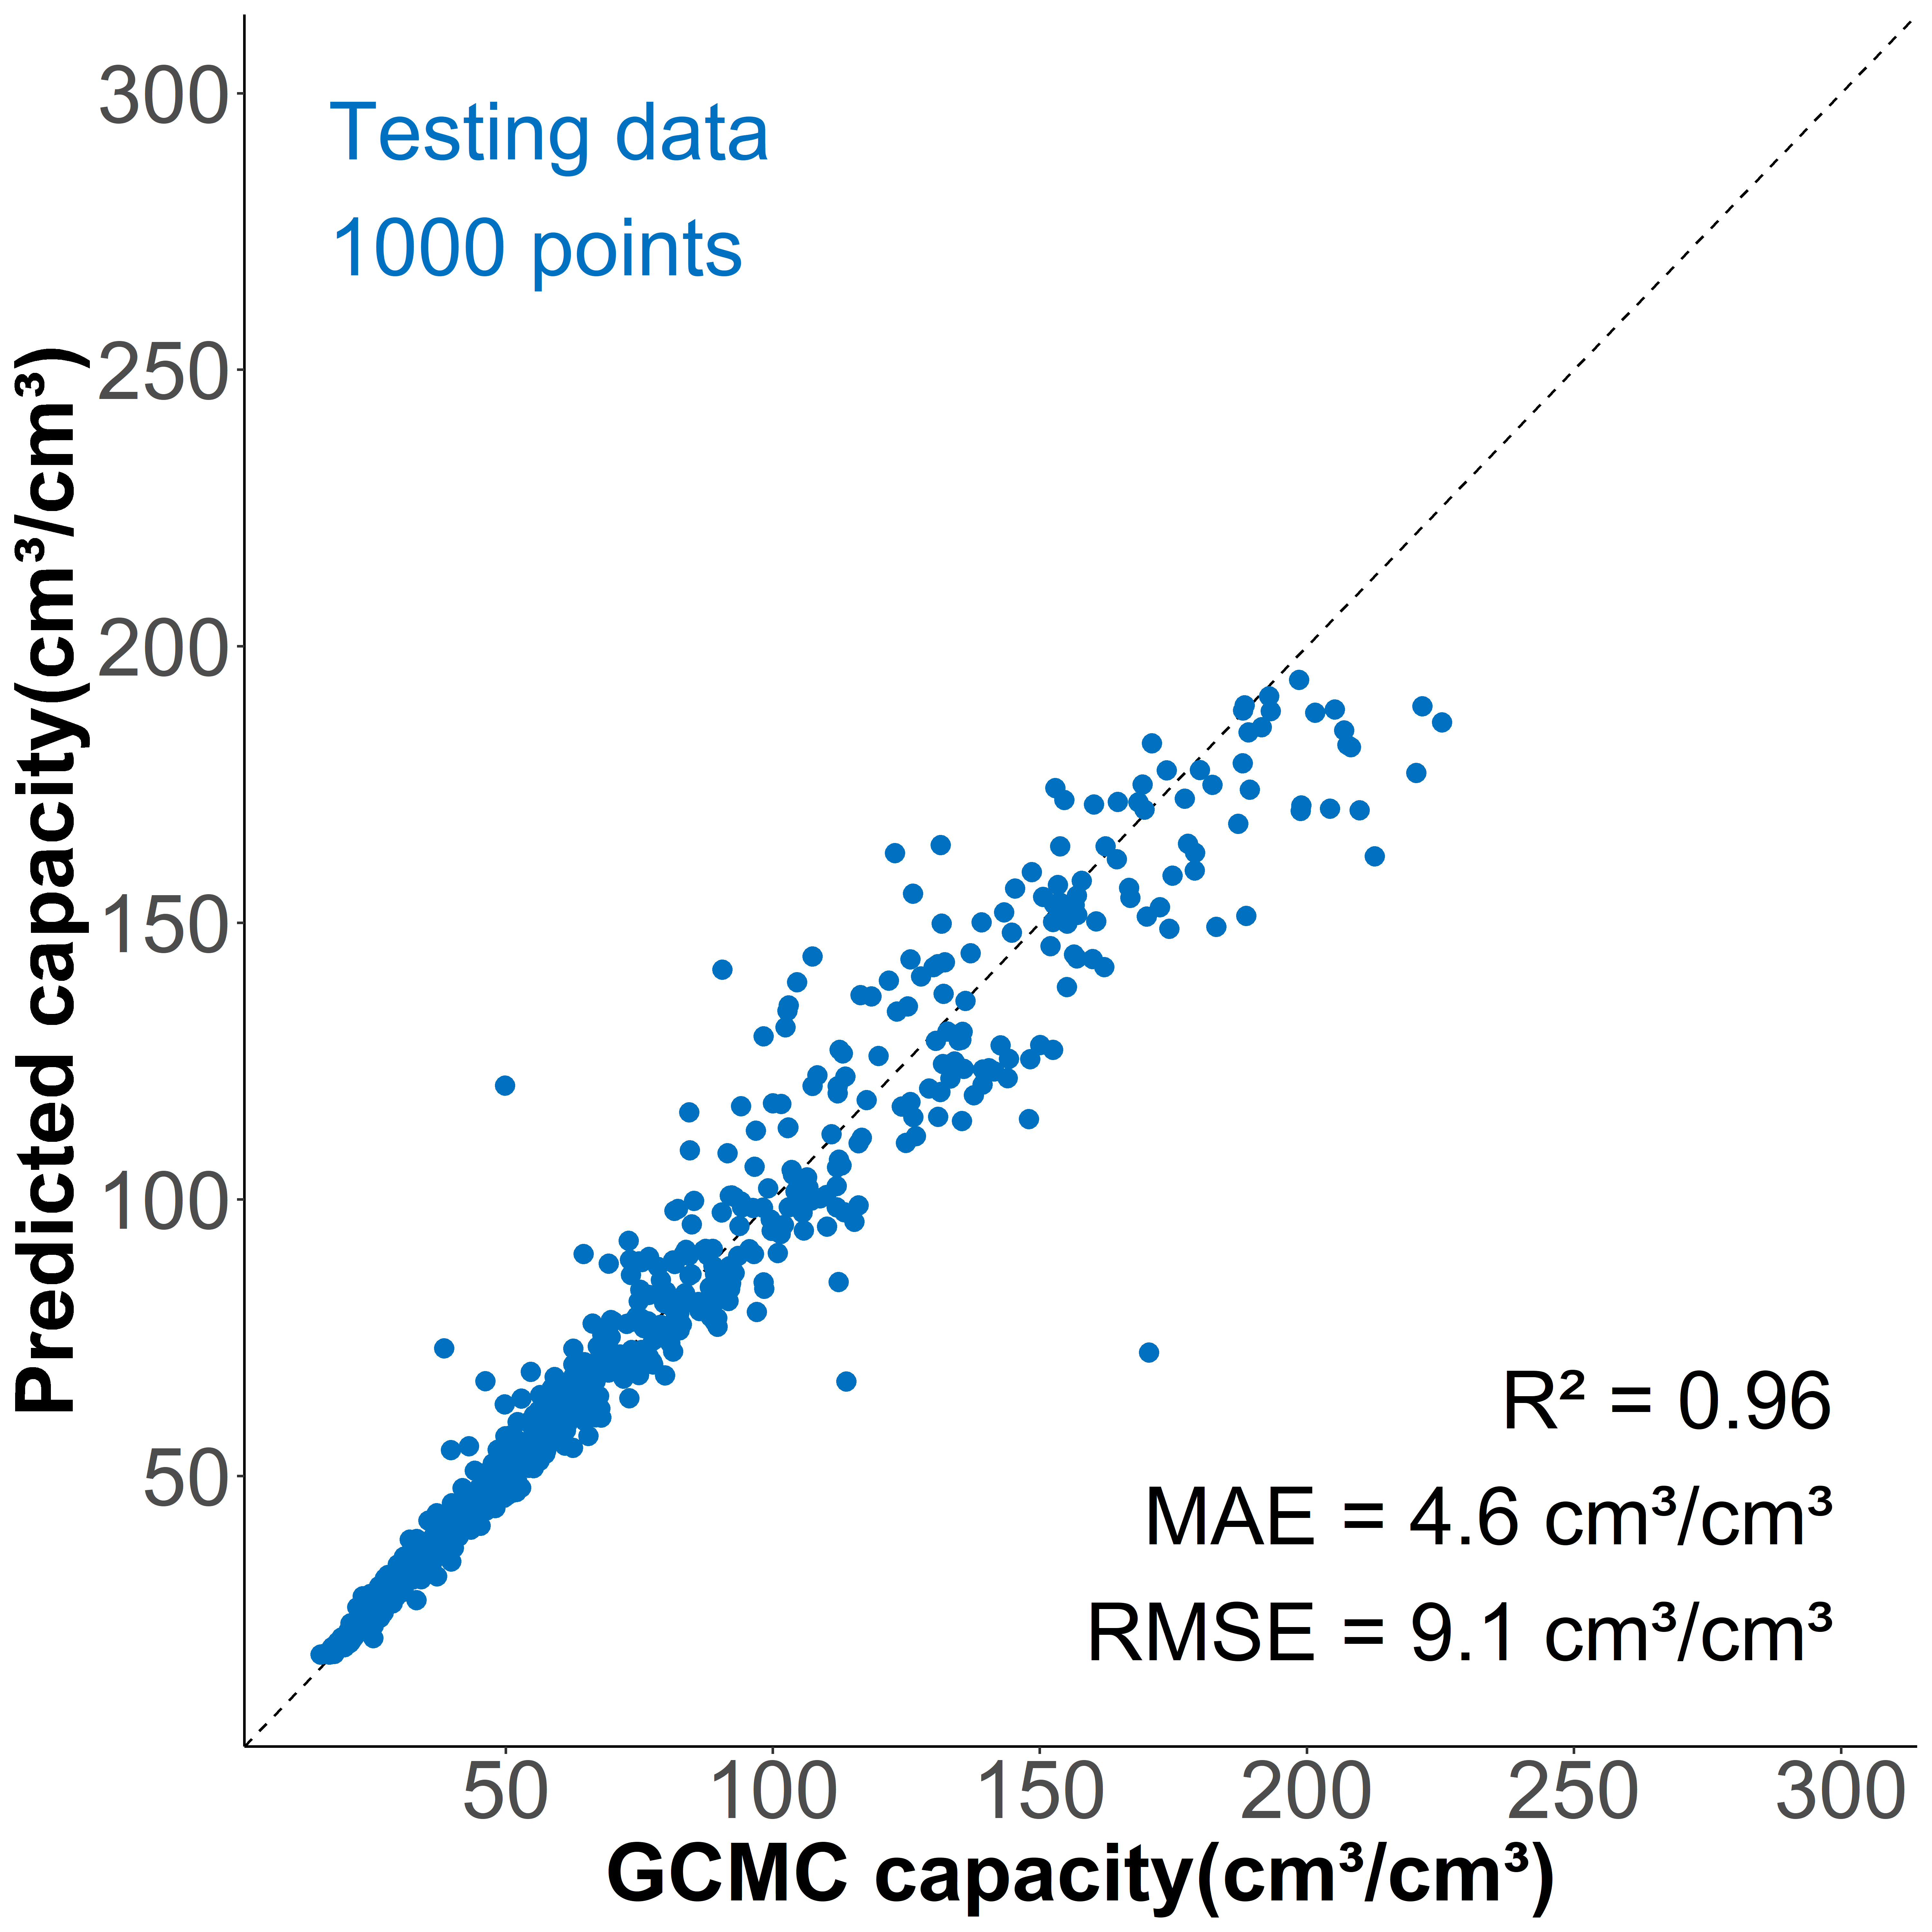 Testing data
1000 points
Predicted capacity(cm³/cm³)
300
250
200
150
100
50
R² = 0.96
MAE = 4.6 cm³/cm³
RMSE = 9.1 cm³/cm³
50 100 150 200 250 300
GCMC capacity(cm³/cm³)